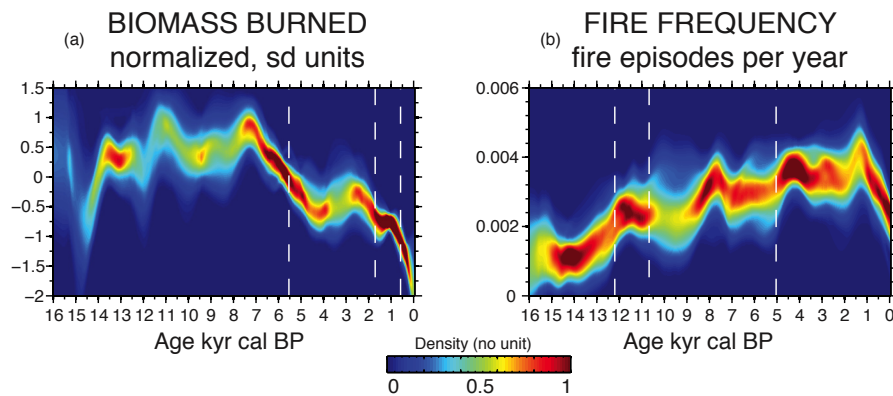 (a) BIOMASS BURNED
normalized, sd units
1.5
1
0.5
0
−0.5
−1
−1.5
−2
16 15 14 13 12 11 10 9 8 7 6 5 4 3 2 1 0
Age kyr cal BP
(b) FIRE FREQUENCY
fire episodes per year
0.006
0.004
0.002
0
16 15 14 13 12 11 10 9 8 7 6 5 4 3 2 1 0
Age kyr cal BP
Density (no unit)
0 0.5 1